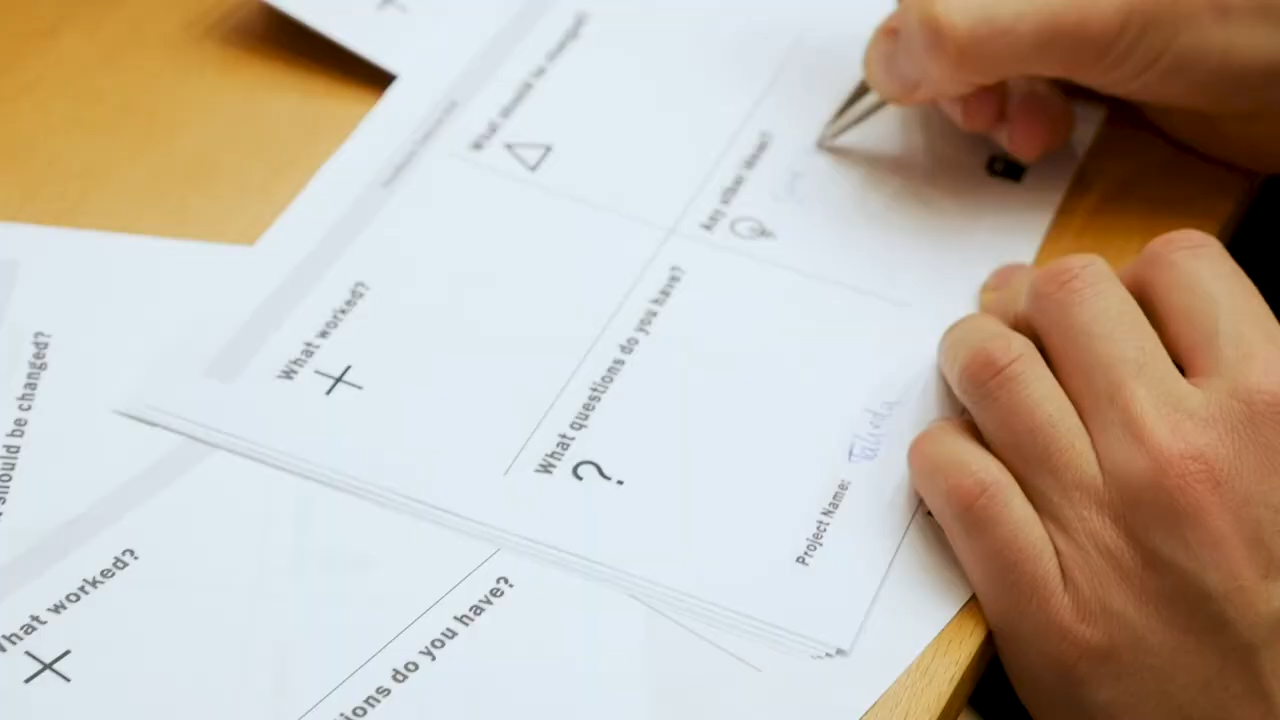 What should be changed?
Any other ideas?
What worked?
+
What questions do you have?
?
Project Name:
should be changed?
What worked?
+
ions do you have?